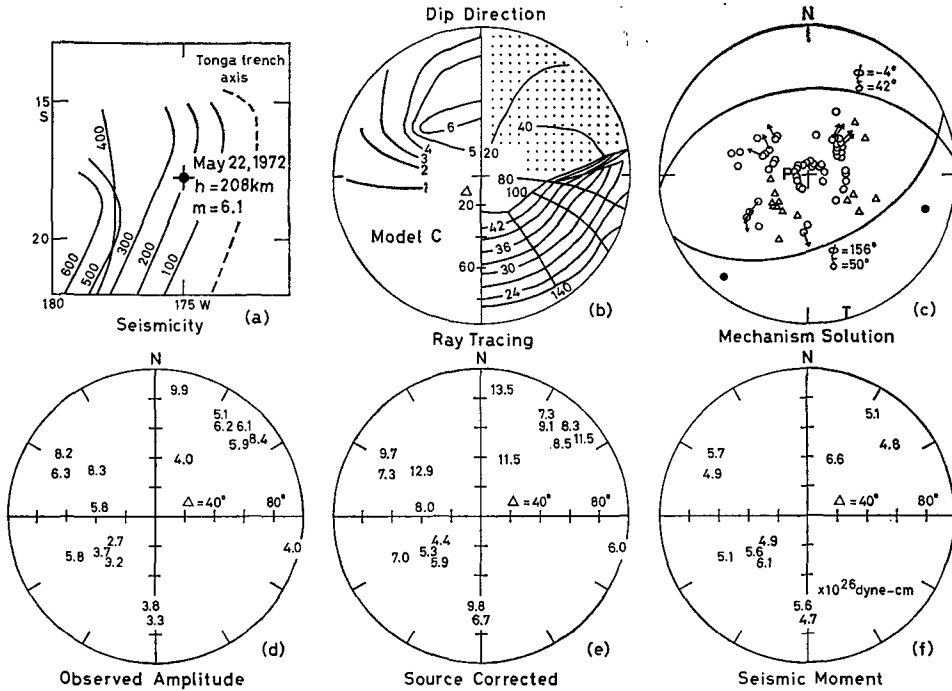 Dip Direction
Tonga trench
axis
15
S
400
May 22, 1972
h = 208km
m = 6.1
20
600
500
300
200
100
180
175 W
Seismicity
(a)
6
5
4
3
2
1
40
20
80
100
△
20
42
36
30
24
60
140
Model C
(b)
Ray Tracing
N
ϕ = -4°
δ = 42°
P
ϕ = 156°
δ = 50°
T
(c)
Mechanism Solution
N
9.9
5.1
6.2 6.1
5.9 8.4
8.2
6.3 8.3
4.0
△ = 40° 80°
5.8
2.7
5.8 3.7
3.2
4.0
3.8
3.3
(d)
Observed Amplitude
N
13.5
7.3
9.1 8.3
8.5 11.5
9.7
7.3 12.9
11.5
△ = 40° 80°
8.0
4.4
7.0 5.3
5.9
6.0
9.8
6.7
(e)
Source Corrected
N
5.1
4.8
5.7
4.9
6.6
△ = 40° 80°
4.9
5.1 5.6
6.1
x10²⁶dyne-cm
5.6
4.7
(f)
Seismic Moment